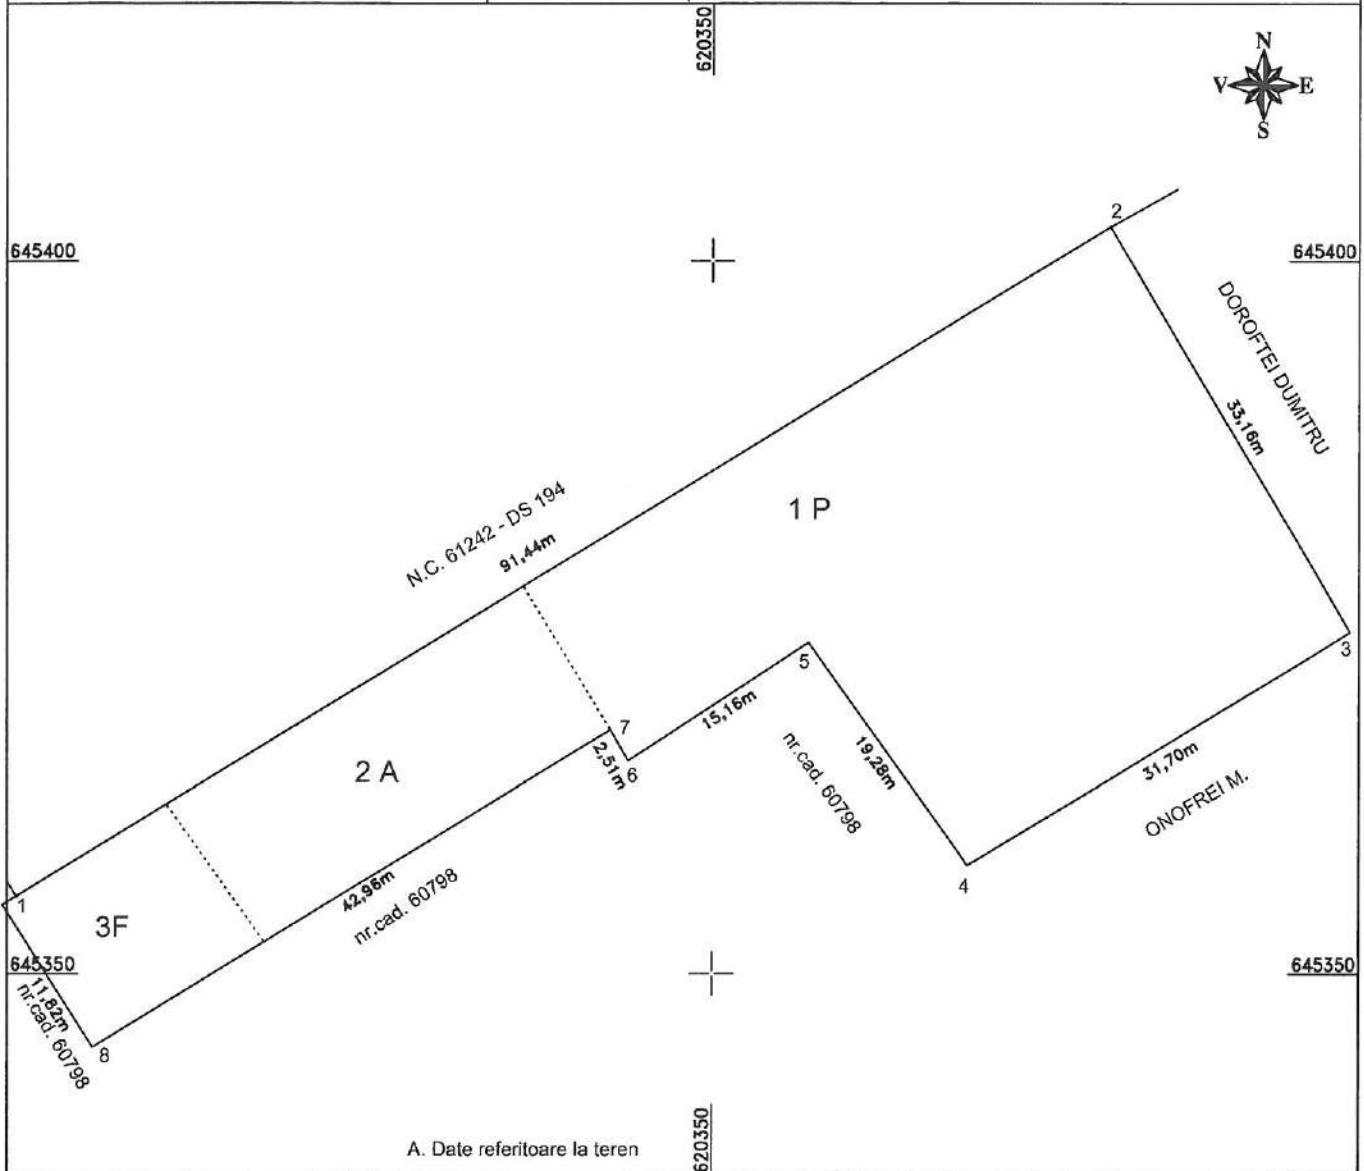 620350
N
V E
S
2
645400
645400
DOROFTEI DUMITRU
33,16m
N.C. 61242 - DS 194
91,44m
1 P
3
5
7
15,16m
2,51m
6
2 A
nr.cad. 60798
19,28m
31,70m
ONOFREI M.
4
42,96m
nr.cad. 60798
1
3F
645350
645350
11,82m
nr.cad. 60798
8
620350
A. Date referitoare la teren